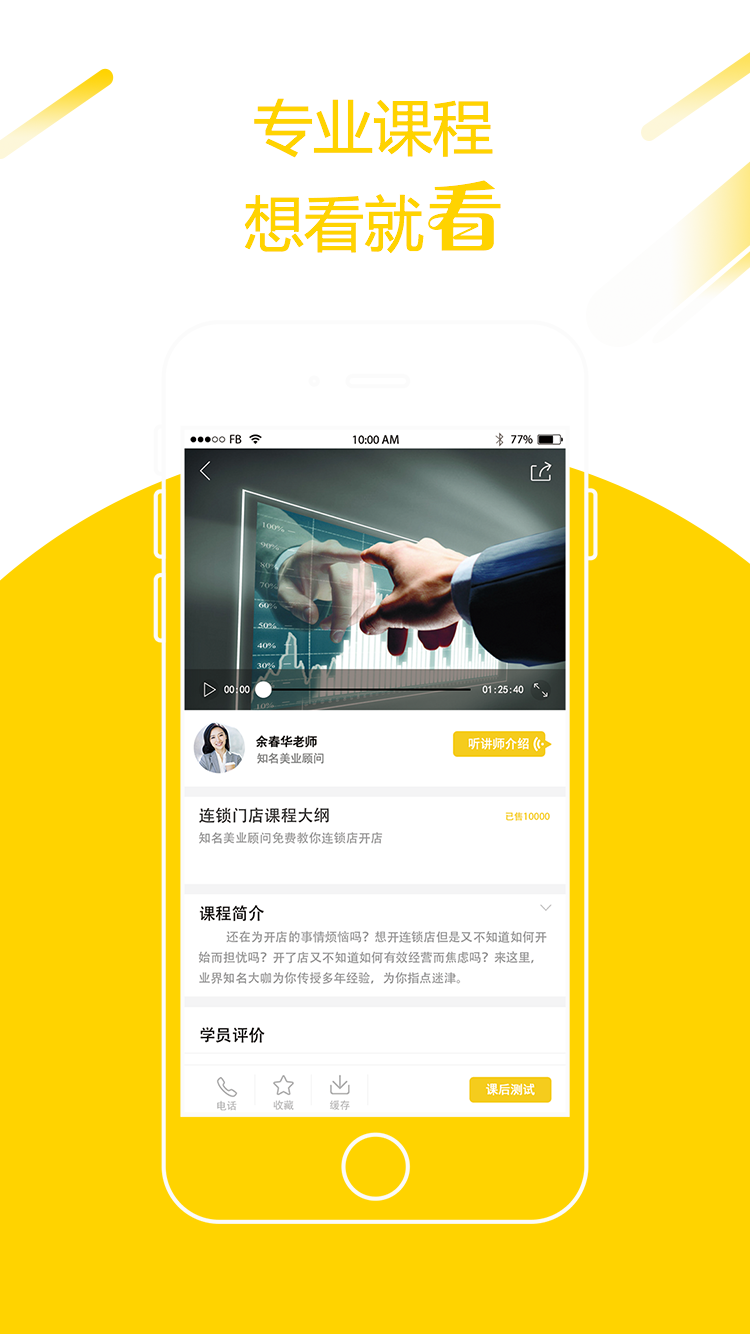 专业课程
想看就看
FB 10:00 AM 77%
100%
90%
80%
70%
60%
50%
40%
30%
10%
00:00 01:25:40
余春华老师
知名美业顾问
听讲师介绍
连锁门店课程大纲
已售10000
知名美业顾问免费教你连锁店开店
课程简介
还在为开店的事情烦恼吗？想开连锁店但是又不知道如何开
始而担忧吗？开了店又不知道如何有效经营而焦虑吗？来这里，
业界知名大咖为你传授多年经验，为你指点迷津。
学员评价
电话 收藏 缓存
课后测试